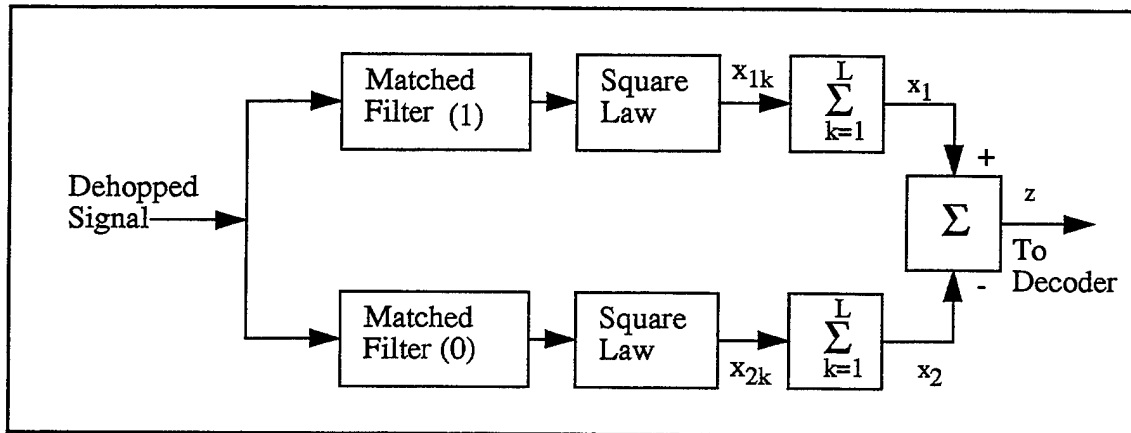 Matched
Filter (1)
Square
Law
x1k
L
Σ
k=1
x1
+
Dehopped
Signal
Σ
z
To
Decoder
-
Matched
Filter (0)
Square
Law
x2k
L
Σ
k=1
x2